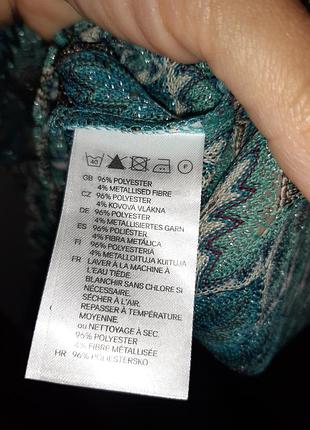 40 F
GB 96% POLYESTER
4% METALLISED FIBRE
CZ 96% POLYESTER
4% KOVOVÁ VLÁKNA
DE 96% POLYESTER
4% METALLISIERTES GARN
ES 96% POLIÉSTER
4% FIBRA METÁLICA
FI 96% POLYESTERIA
4% METALLOITUJA KUITUJA
FR LAVER À LA MACHINE À
L'EAU TIÈDE.
BLANCHIR SANS CHLORE SI
NÉCESSAIRE.
SÉCHER À L'AIR.
REPASSER À TEMPÉRATURE
MOYENNE.
ou NETTOYAGE À SEC.
96% POLYESTER
4% FIBRE MÉTALLISÉE
HR 96% POLIESTERSKO